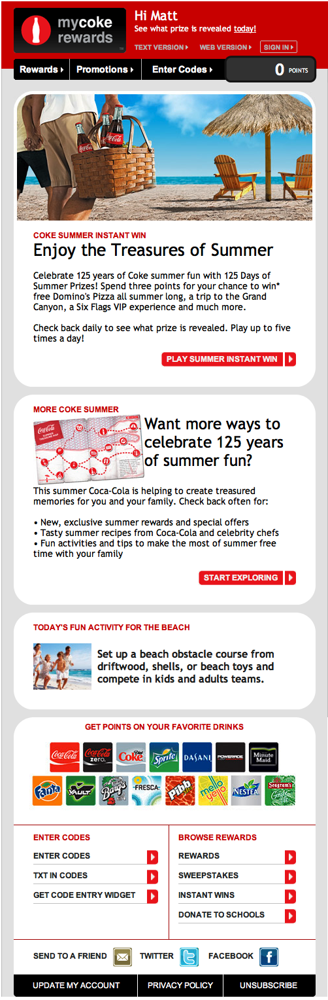 mycoke
rewards
Hi Matt
See what prize is revealed today!
TEXT VERSION
WEB VERSION
SIGN IN
Rewards
Promotions
Enter Codes
0 POINTS
Coca-Cola
Coca-Cola
COKE SUMMER INSTANT WIN
Enjoy the Treasures of Summer
Celebrate 125 years of Coke summer fun with 125 Days of
Summer Prizes! Spend three points for your chance to win*
free Domino's Pizza all summer long, a trip to the Grand
Canyon, a Six Flags VIP experience and much more.
Check back daily to see what prize is revealed. Play up to five
times a day!
PLAY SUMMER INSTANT WIN
MORE COKE SUMMER
Coca-Cola
SUMMER
TREASURE MAP
Want more ways to
celebrate 125 years
of summer fun?
This summer Coca-Cola is helping to create treasured
memories for you and your family. Check back often for:
• New, exclusive summer rewards and special offers
• Tasty summer recipes from Coca-Cola and celebrity chefs
• Fun activities and tips to make the most of summer free
time with your family
START EXPLORING
TODAY'S FUN ACTIVITY FOR THE BEACH
Set up a beach obstacle course from
driftwood, shells, or beach toys and
compete in kids and adults teams.
GET POINTS ON YOUR FAVORITE DRINKS
Coca-Cola
Coca-Cola
zero
Diet
Coke
Sprite
DASANI
POWERADE
Minute
Maid
Fanta
VAULT
Barq's
FRESCA
Pibb
mello
yello
NESTEA
Seagram's
Ginger
Ale
ENTER CODES
ENTER CODES
TXT IN CODES
GET CODE ENTRY WIDGET
BROWSE REWARDS
REWARDS
SWEEPSTAKES
INSTANT WINS
DONATE TO SCHOOLS
SEND TO A FRIEND
TWITTER
FACEBOOK
UPDATE MY ACCOUNT
PRIVACY POLICY
UNSUBSCRIBE